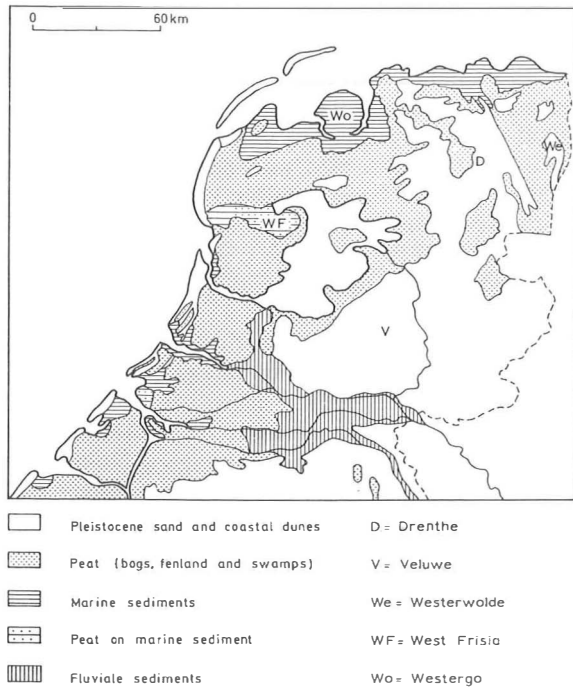 0 60 km
Wo
We
D
WF
V
Pleistocene sand and coastal dunes D = Drenthe
Peat (bogs, fenland and swamps) V = Veluwe
Marine sediments We = Westerwolde
Peat on marine sediment WF = West Frisia
Fluviale sediments Wo = Westergo